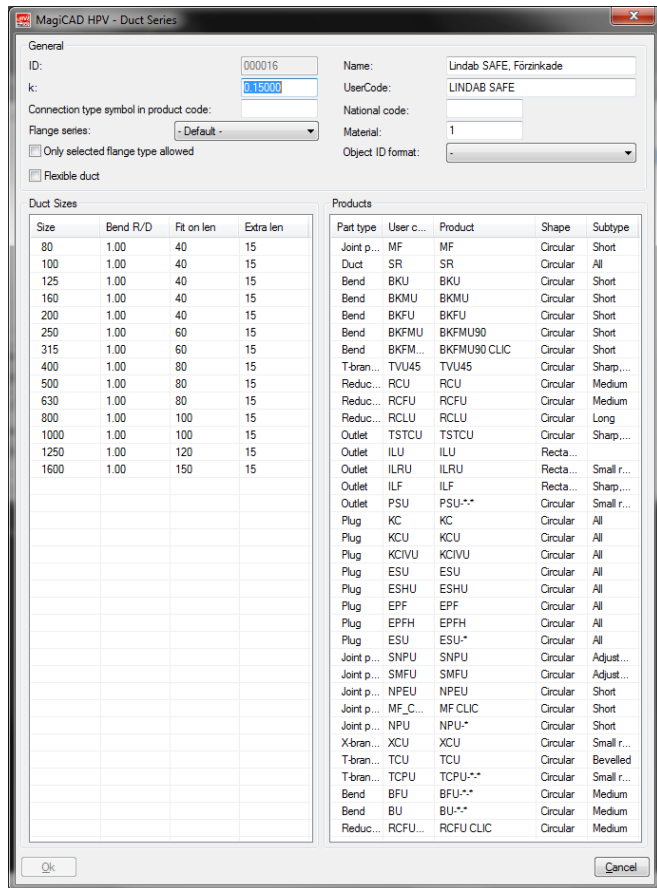 MagiCAD HPV - Duct Series
General
ID: 000016 Name: Lindab SAFE, Förzinkade
k: 0.15000 UserCode: LINDAB SAFE
Connection type symbol in product code: National code:
Flange series: - Default - Material: 1
Only selected flange type allowed Object ID format: -
Flexible duct
Duct Sizes
Size Bend R/D Fit on len Extra len
80 1.00 40 15
100 1.00 40 15
125 1.00 40 15
160 1.00 40 15
200 1.00 40 15
250 1.00 60 15
315 1.00 60 15
400 1.00 80 15
500 1.00 80 15
630 1.00 80 15
800 1.00 100 15
1000 1.00 100 15
1250 1.00 120 15
1600 1.00 150 15
Products
Part type User c... Product Shape Subtype
Joint p... MF MF Circular Short
Duct SR SR Circular All
Bend BKU BKU Circular Short
Bend BKMU BKMU Circular Short
Bend BKFU BKFU Circular Short
Bend BKFMU BKFMU90 Circular Short
Bend BKFM... BKFMU90 CLIC Circular Short
T-bran... TVU45 TVU45 Circular Sharp,...
Reduc... RCU RCU Circular Medium
Reduc... RCFU RCFU Circular Medium
Reduc... RCLU RCLU Circular Long
Outlet TSTCU TSTCU Circular Sharp,...
Outlet ILU ILU Recta...
Outlet ILRU ILRU Recta... Small r...
Outlet ILF ILF Recta... Sharp,...
Outlet PSU PSU-*-* Circular Small r...
Plug KC KC Circular All
Plug KCU KCU Circular All
Plug KCIVU KCIVU Circular All
Plug ESU ESU Circular All
Plug ESHU ESHU Circular All
Plug EPF EPF Circular All
Plug EPFH EPFH Circular All
Plug ESU ESU-* Circular All
Joint p... SNPU SNPU Circular Adjust...
Joint p... SMFU SMFU Circular Adjust...
Joint p... NPEU NPEU Circular Short
Joint p... MF_C... MF CLIC Circular Short
Joint p... NPU NPU-* Circular Short
X-bran... XCU XCU Circular Small r...
T-bran... TCU TCU Circular Bevelled
T-bran... TCPU TCPU-*-* Circular Small r...
Bend BFU BFU-*-* Circular Medium
Bend BU BU-*-* Circular Medium
Reduc... RCFU... RCFU CLIC Circular Medium
Ok Cancel